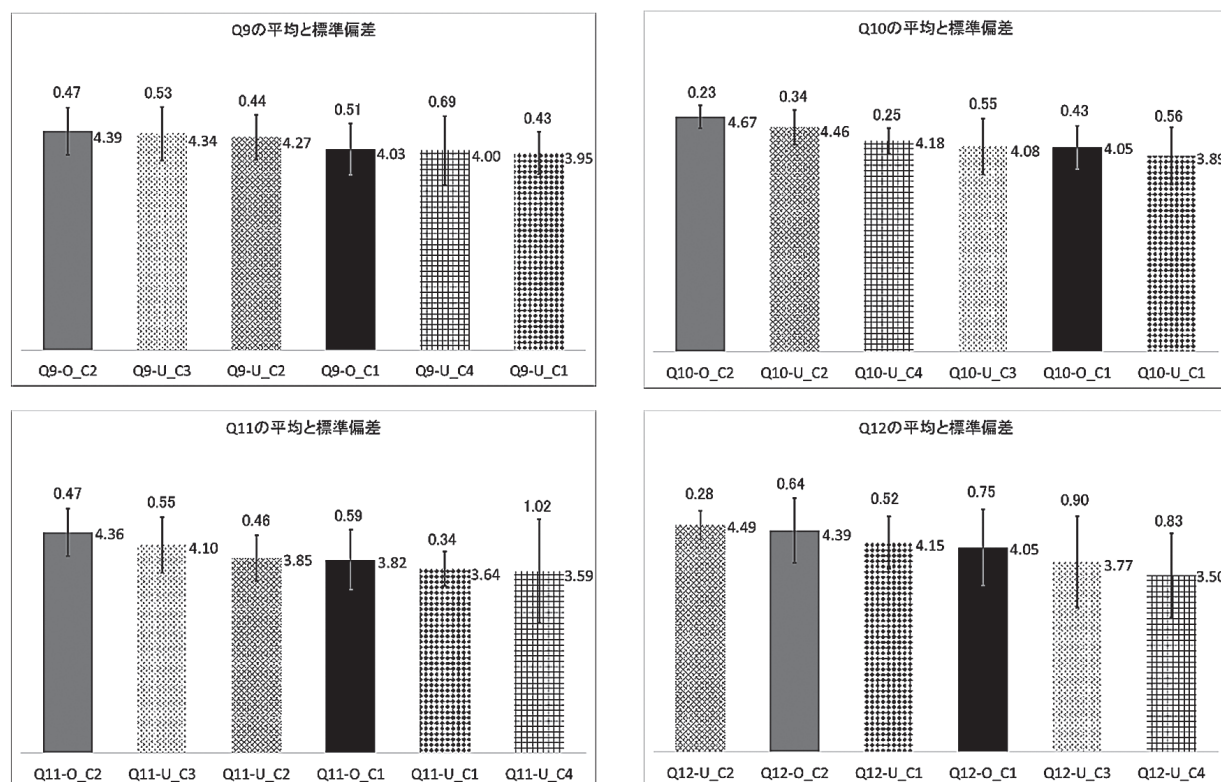 Q9の平均と標準偏差
0.47 0.53 0.44 0.51 0.69 0.43
4.39 4.34 4.27 4.03 4.00 3.95
Q9-O_C2 Q9-U_C3 Q9-U_C2 Q9-O_C1 Q9-U_C4 Q9-U_C1
Q10の平均と標準偏差
0.23 0.34 0.25 0.55 0.43 0.56
4.67 4.46 4.18 4.08 4.05 3.89
Q10-O_C2 Q10-U_C2 Q10-U_C4 Q10-U_C3 Q10-O_C1 Q10-U_C1
Q11の平均と標準偏差
0.47 0.55 0.46 0.59 0.34 1.02
4.36 4.10 3.85 3.82 3.64 3.59
Q11-O_C2 Q11-U_C3 Q11-U_C2 Q11-O_C1 Q11-U_C1 Q11-U_C4
Q12の平均と標準偏差
0.28 0.64 0.52 0.75 0.90 0.83
4.49 4.39 4.15 4.05 3.77 3.50
Q12-U_C2 Q12-O_C2 Q12-U_C1 Q12-O_C1 Q12-U_C3 Q12-U_C4